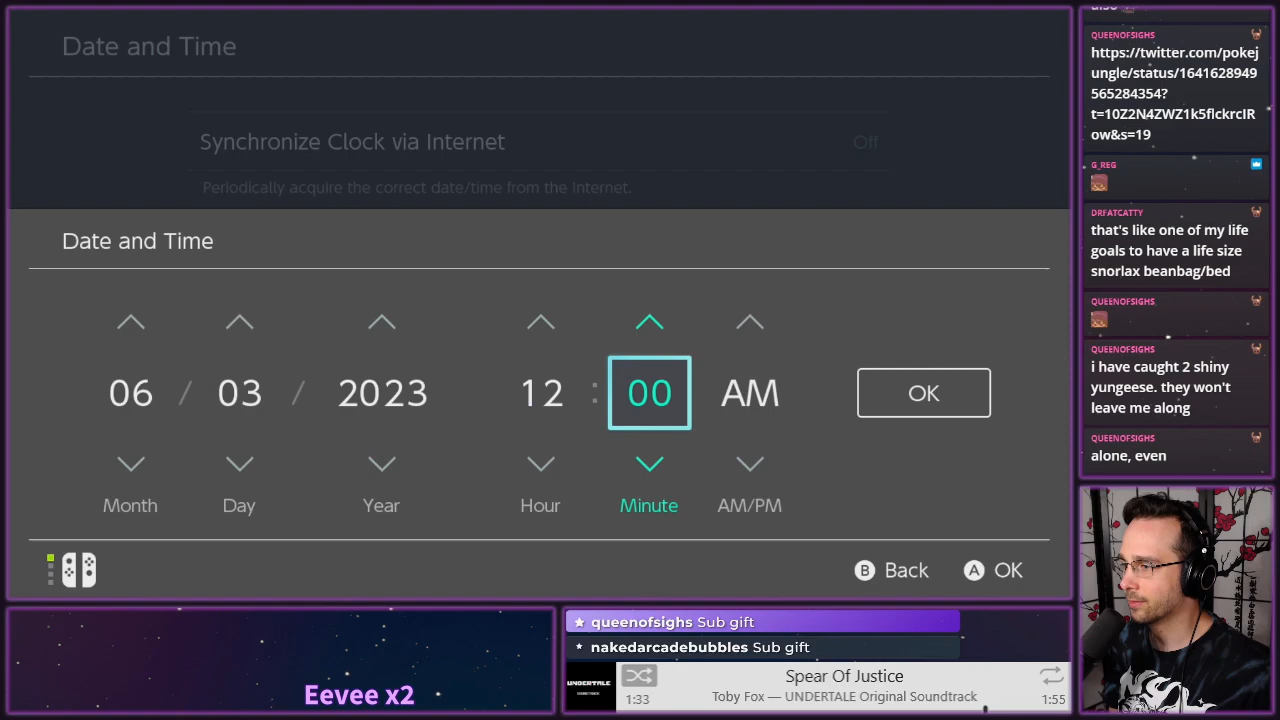 Date and Time
Synchronize Clock via Internet Off
Periodically acquire the correct date/time from the Internet.
Date and Time
06 / 03 / 2023 12 : 00 AM OK
Month Day Year Hour Minute AM/PM
B Back A OK
QUEENOFSIGHS
https://twitter.com/pokej
ungle/status/1641628949
565284354?
t=10Z2N4ZWZ1k5flckrcIR
ow&s=19
G_REG
DRFATCATTY
that's like one of my life
goals to have a life size
snorlax beanbag/bed
QUEENOFSIGHS
QUEENOFSIGHS
i have caught 2 shiny
yungeese. they won't
leave me along
QUEENOFSIGHS
alone, even
Eevee x2
queenofsighs Sub gift
nakedarcadebubbles Sub gift
UNDERTALE
Spear Of Justice
1:33 Toby Fox — UNDERTALE Original Soundtrack 1:55